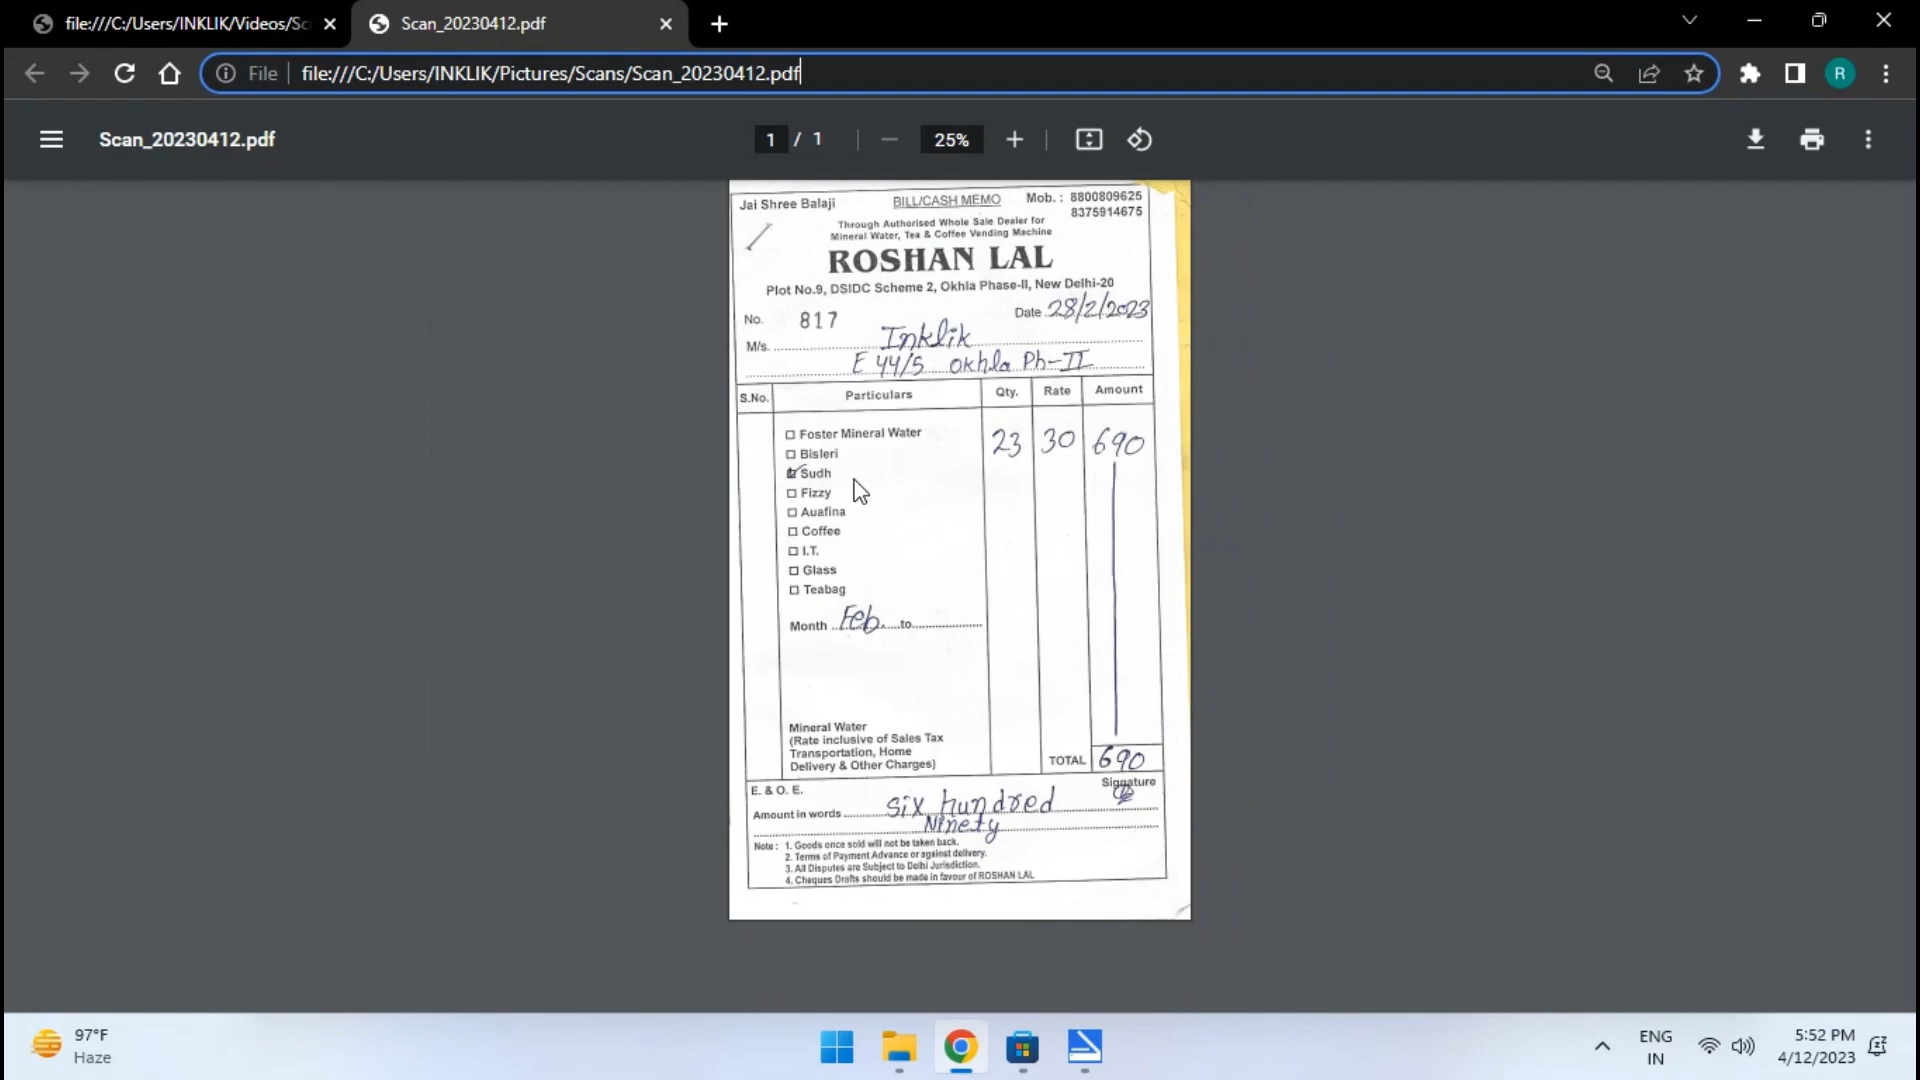 file:///C:/Users/INKLIK/Videos/Sc
Scan_20230412.pdf
File
file:///C:/Users/INKLIK/Pictures/Scans/Scan_20230412.pdf
R
Scan_20230412.pdf
1 / 1
25%
Jai Shree Balaji
BILL/CASH MEMO
Mob. : 8800809625
8375914675
Through Authorised Whole Sale Dealer for
Mineral Water, Tea & Coffee Vending Machine
ROSHAN LAL
Plot No.9, DSIDC Scheme 2, Okhla Phase-II, New Delhi-20
No. 817
Date 28/2/2023
M/s. Inklik
E 44/5 Okhla Ph-II
S.No. Particulars Qty. Rate Amount
Foster Mineral Water 23 30 690
Bisleri
Sudh
Fizzy
Auafina
Coffee
I.T.
Glass
Teabag
Month Feb. to
Mineral Water
(Rate inclusive of Sales Tax
Transportation, Home
Delivery & Other Charges)
TOTAL 690
E. & O. E.
Signature
Amount in words Six hundred
Ninety
Note : 1. Goods once sold will not be taken back.
2. Terms of Payment Advance or against delivery.
3. All Disputes are Subject to Delhi Jurisdiction.
4. Cheques Drafts should be made in favour of ROSHAN LAL
97°F
Haze
ENG
IN
5:52 PM
4/12/2023